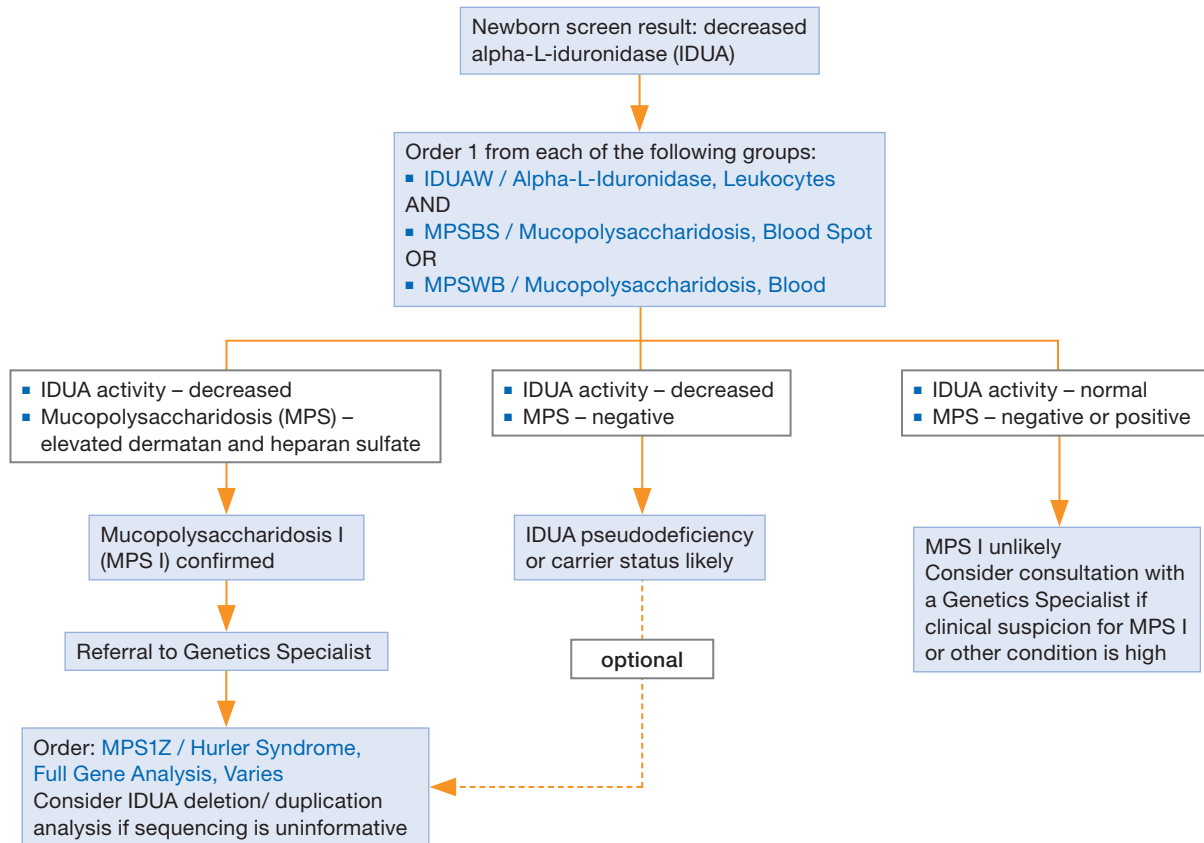 Newborn screen result: decreased
alpha-L-iduronidase (IDUA)
Order 1 from each of the following groups:
▪ IDUAW / Alpha-L-Iduronidase, Leukocytes
AND
▪ MPSBS / Mucopolysaccharidosis, Blood Spot
OR
▪ MPSWB / Mucopolysaccharidosis, Blood
▪ IDUA activity – decreased
▪ Mucopolysaccharidosis (MPS) –
elevated dermatan and heparan sulfate
▪ IDUA activity – decreased
▪ MPS – negative
▪ IDUA activity – normal
▪ MPS – negative or positive
Mucopolysaccharidosis I
(MPS I) confirmed
IDUA pseudodeficiency
or carrier status likely
MPS I unlikely
Consider consultation with
a Genetics Specialist if
clinical suspicion for MPS I
or other condition is high
Referral to Genetics Specialist
optional
Order: MPS1Z / Hurler Syndrome,
Full Gene Analysis, Varies
Consider IDUA deletion/ duplication
analysis if sequencing is uninformative